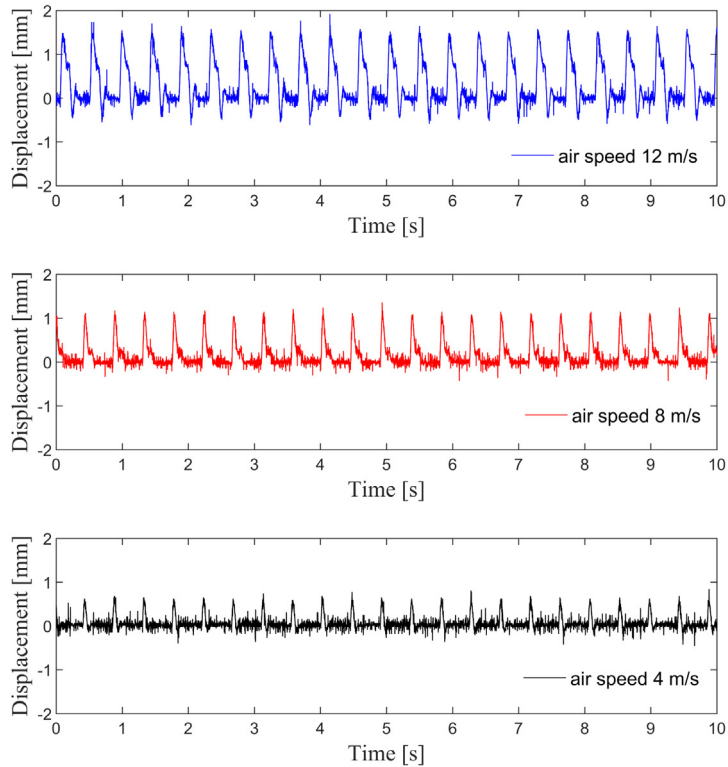 2
1
0
-1
-2
Displacement [mm]
air speed 12 m/s
0 1 2 3 4 5 6 7 8 9 10
Time [s]
2
1
0
-1
-2
Displacement [mm]
air speed 8 m/s
0 1 2 3 4 5 6 7 8 9 10
Time [s]
2
1
0
-1
-2
Displacement [mm]
air speed 4 m/s
0 1 2 3 4 5 6 7 8 9 10
Time [s]